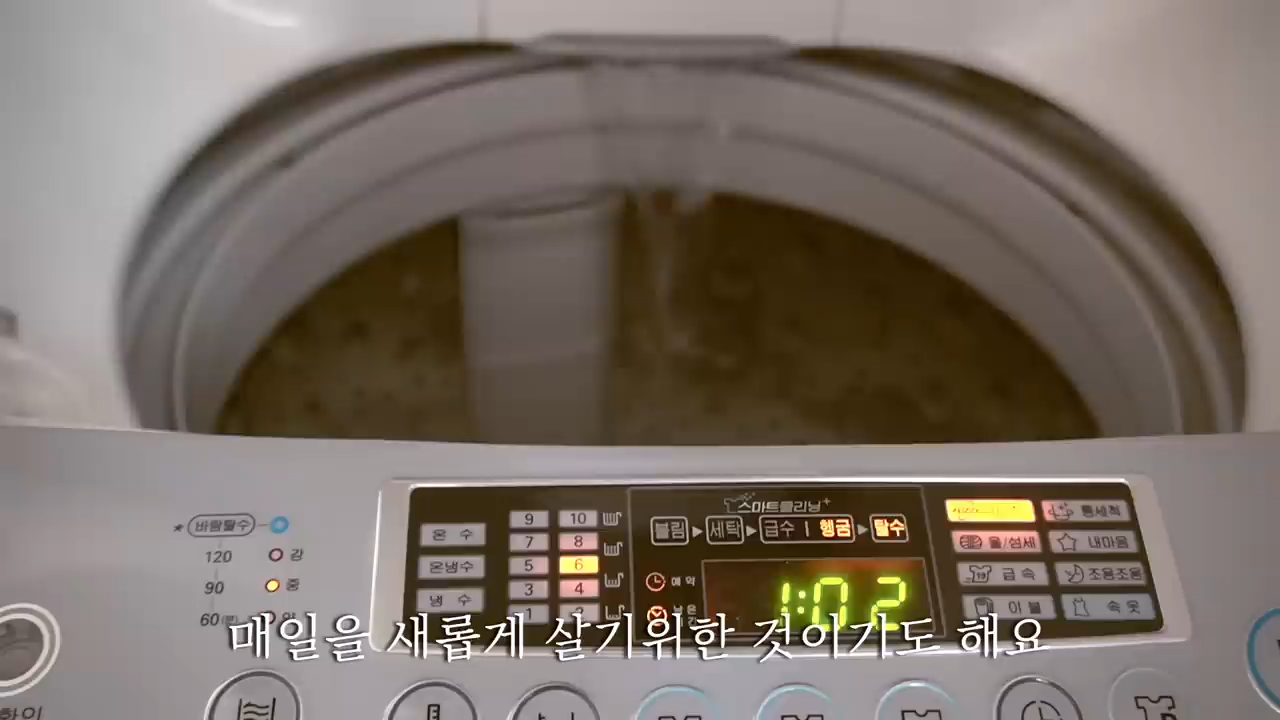 스마트클리닝+
바람탈수
120 강
90 중
60(분) 약
온 수
온냉수
냉 수
9 10
7 8
5 6
3 4
1 2
불림 세탁 급수 | 헹굼 탈수
예 약
1:02
통세척
울/섬세 내마음
급 속 조용조용
이 불 속 옷
매일을 새롭게 살기위한 것이기도 해요